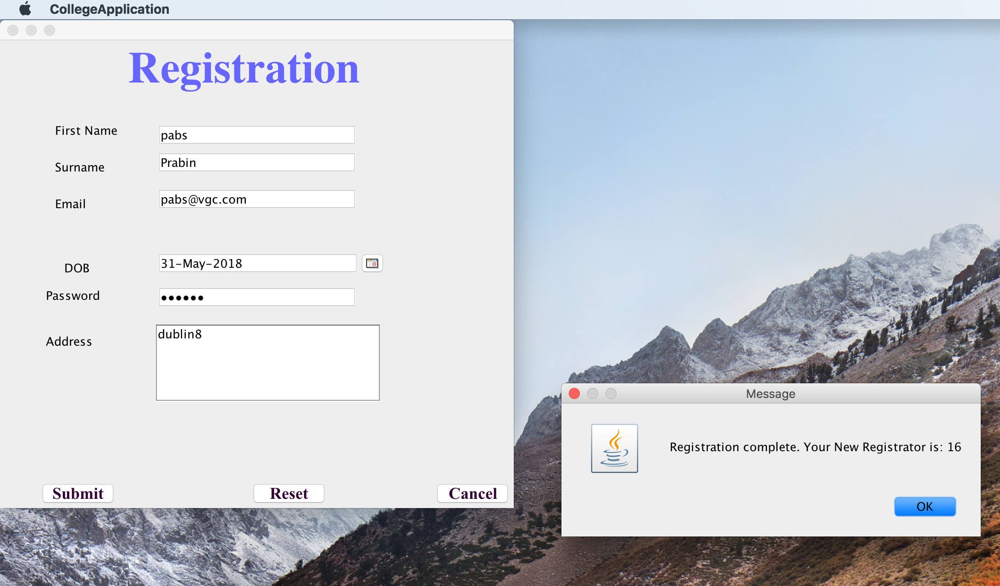 CollegeApplication
Registration
First Name
pabs
Surname
Prabin
Email
pabs@vgc.com
DOB
31-May-2018
Password
••••••
Address
dublin8
Submit
Reset
Cancel
Message
Registration complete. Your New Registrator is: 16
OK